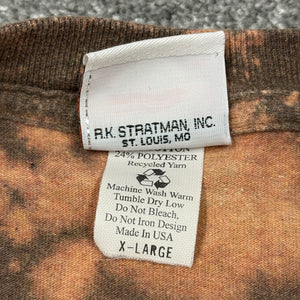 R.K. STRATMAN, INC.
ST. LOUIS, MO
24% POLYESTER
Recycled Yarn
Machine Wash Warm
Tumble Dry Low
Do Not Bleach.
Do Not Iron Design
Made In USA
X-LARGE